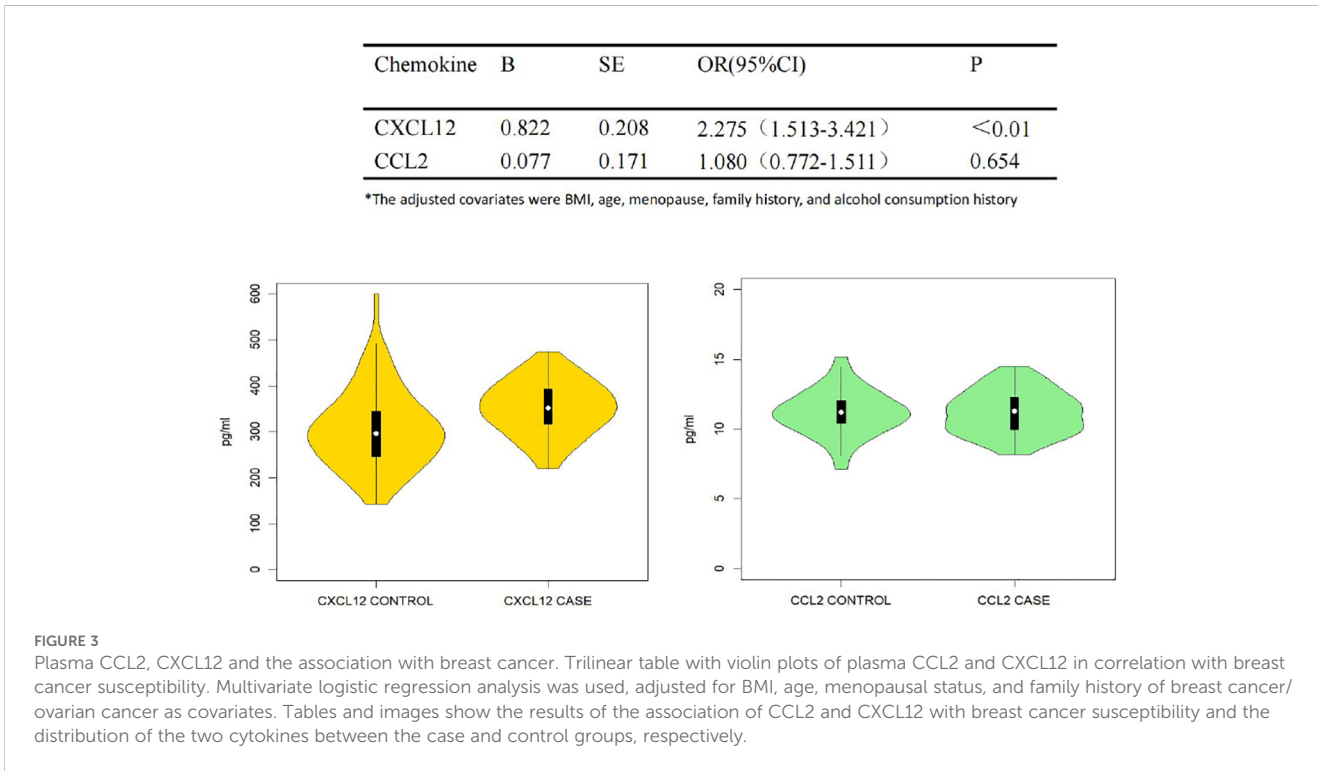 Chemokine B SE OR(95%CI) P
CXCL12 0.822 0.208 2.275（1.513-3.421） ＜0.01
CCL2 0.077 0.171 1.080（0.772-1.511） 0.654
*The adjusted covariates were BMI, age, menopause, family history, and alcohol consumption history
600
500
400
300
200
100
0
pg/ml
CXCL12 CONTROL CXCL12 CASE
20
15
10
5
0
pg/ml
CCL2 CONTROL CCL2 CASE
FIGURE 3
Plasma CCL2, CXCL12 and the association with breast cancer. Trilinear table with violin plots of plasma CCL2 and CXCL12 in correlation with breast
cancer susceptibility. Multivariate logistic regression analysis was used, adjusted for BMI, age, menopausal status, and family history of breast cancer/
ovarian cancer as covariates. Tables and images show the results of the association of CCL2 and CXCL12 with breast cancer susceptibility and the
distribution of the two cytokines between the case and control groups, respectively.